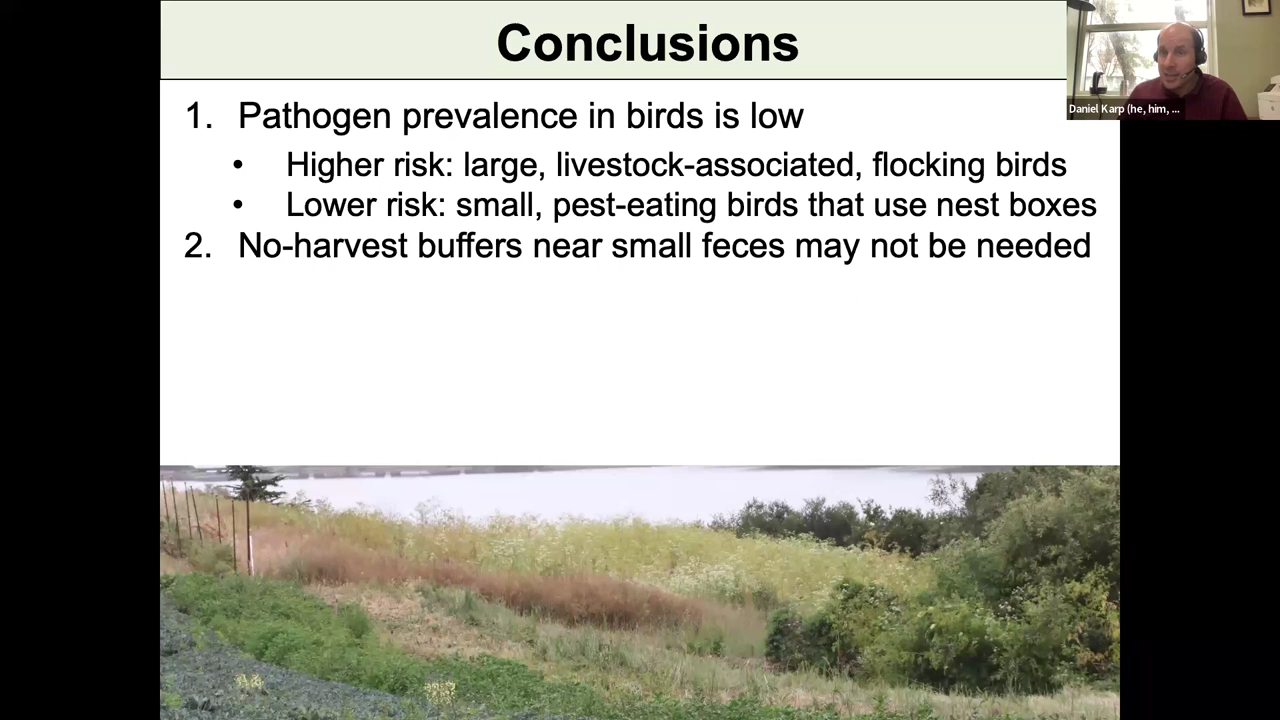 Conclusions
1. Pathogen prevalence in birds is low
• Higher risk: large, livestock-associated, flocking birds
• Lower risk: small, pest-eating birds that use nest boxes
2. No-harvest buffers near small feces may not be needed
Daniel Karp (he, him, ...